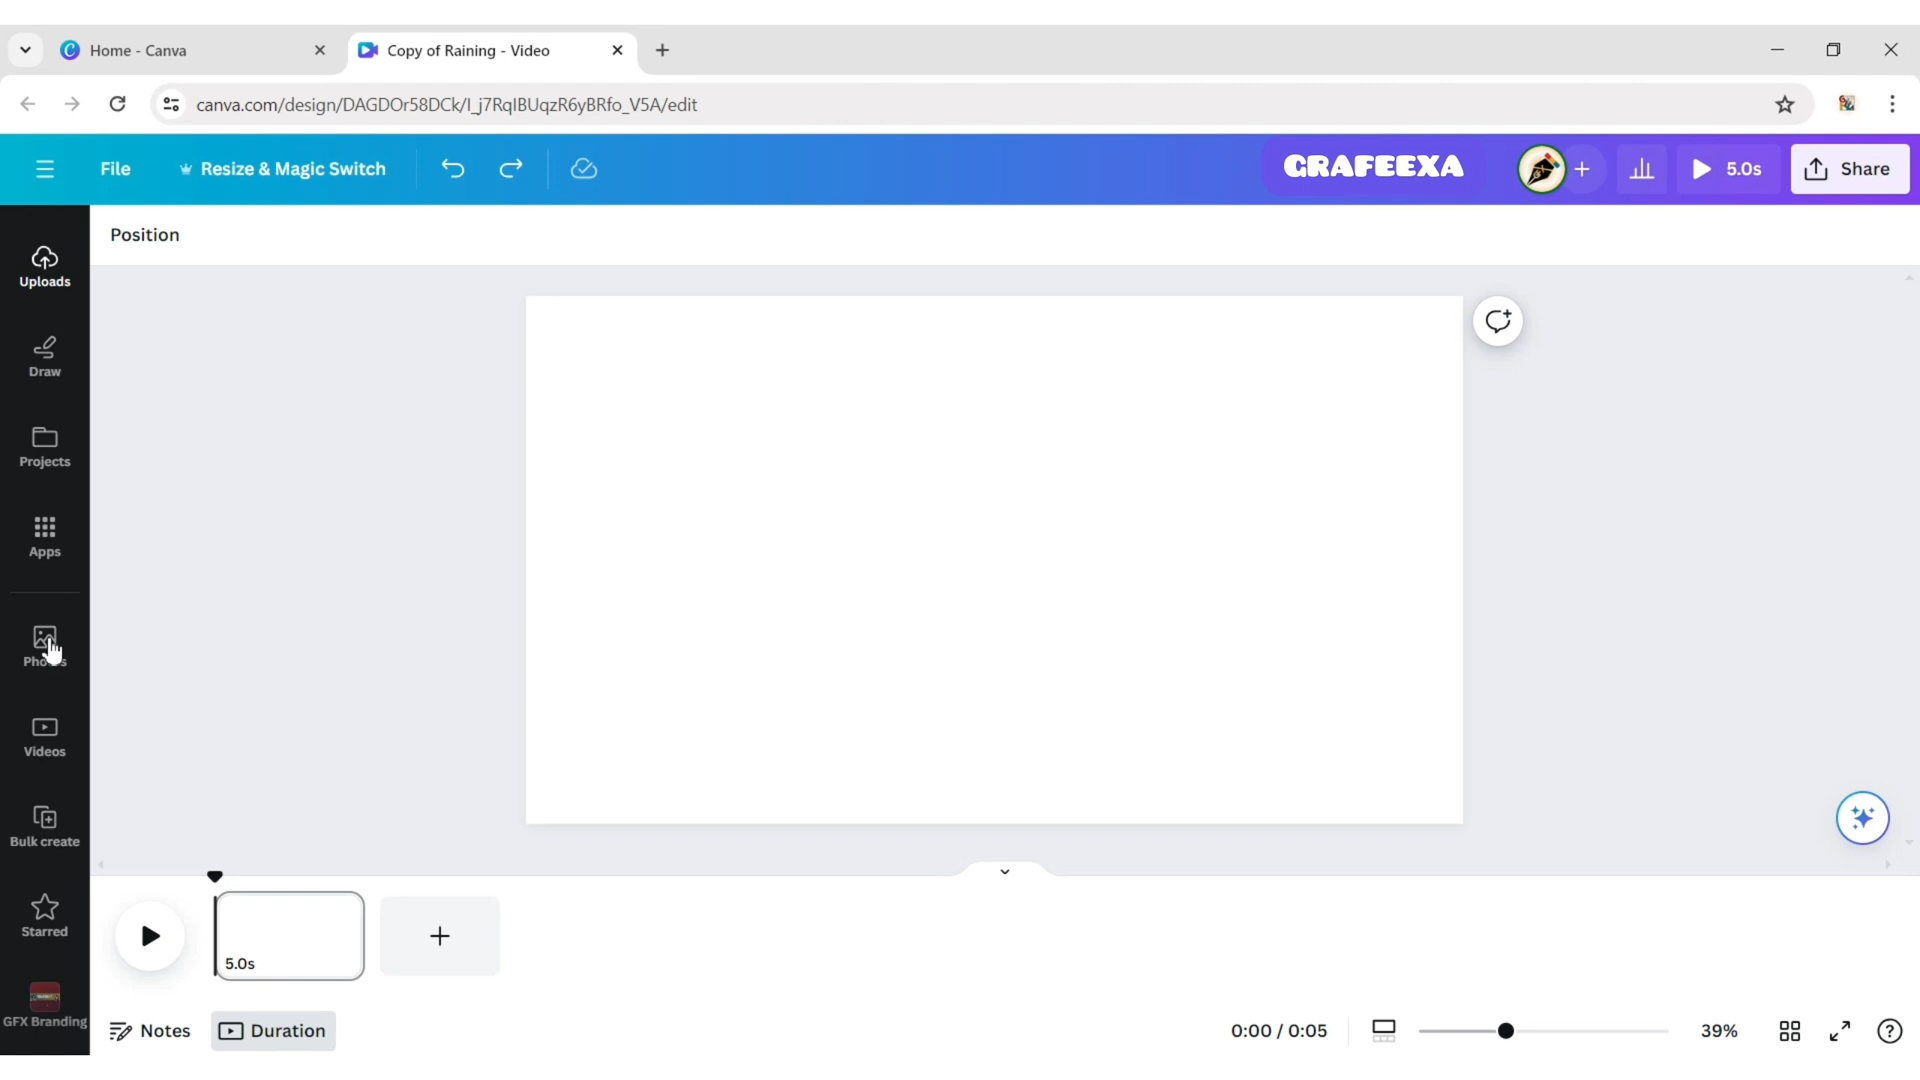 Home - Canva
Copy of Raining - Video
canva.com/design/DAGDOr58DCk/I_j7RqIBUqzR6yBRfo_V5A/edit
File
Resize & Magic Switch
GRAFEEXA
5.0s
Share
Position
Uploads
Draw
Projects
Apps
Photos
Videos
Bulk create
Starred
GFX Branding
5.0s
Notes
Duration
0:00 / 0:05
39%